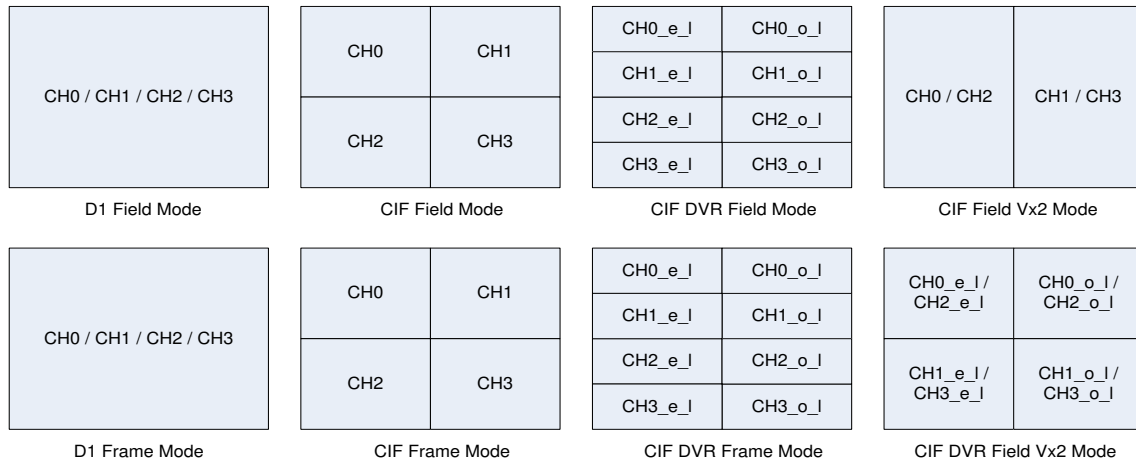 CH0 / CH1 / CH2 / CH3
D1 Field Mode
CH0 CH1
CH2 CH3
CIF Field Mode
CH0_e_l CH0_o_l
CH1_e_l CH1_o_l
CH2_e_l CH2_o_l
CH3_e_l CH3_o_l
CIF DVR Field Mode
CH0 / CH2 CH1 / CH3
CIF Field Vx2 Mode
CH0 / CH1 / CH2 / CH3
D1 Frame Mode
CH0 CH1
CH2 CH3
CIF Frame Mode
CH0_e_l CH0_o_l
CH1_e_l CH1_o_l
CH2_e_l CH2_o_l
CH3_e_l CH3_o_l
CIF DVR Frame Mode
CH0_e_l /
CH2_e_l
CH0_o_l /
CH2_o_l
CH1_e_l /
CH3_e_l
CH1_o_l /
CH3_o_l
CIF DVR Field Vx2 Mode